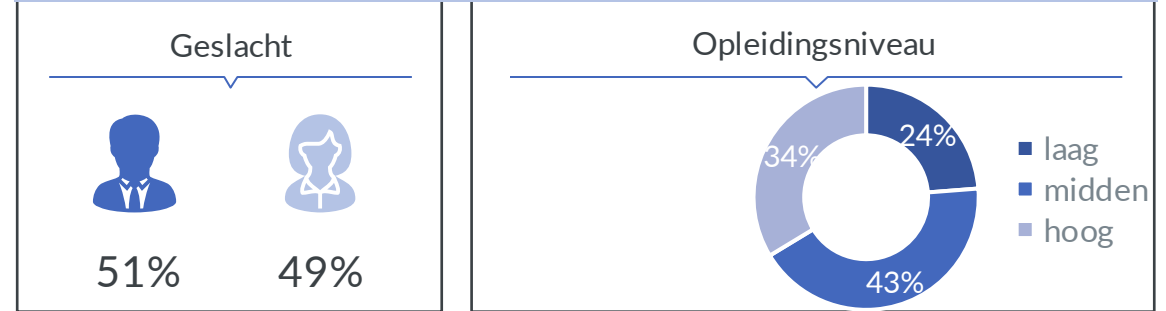 Geslacht
51%
49%
Opleidingsniveau
24%
34%
43%
laag
midden
hoog